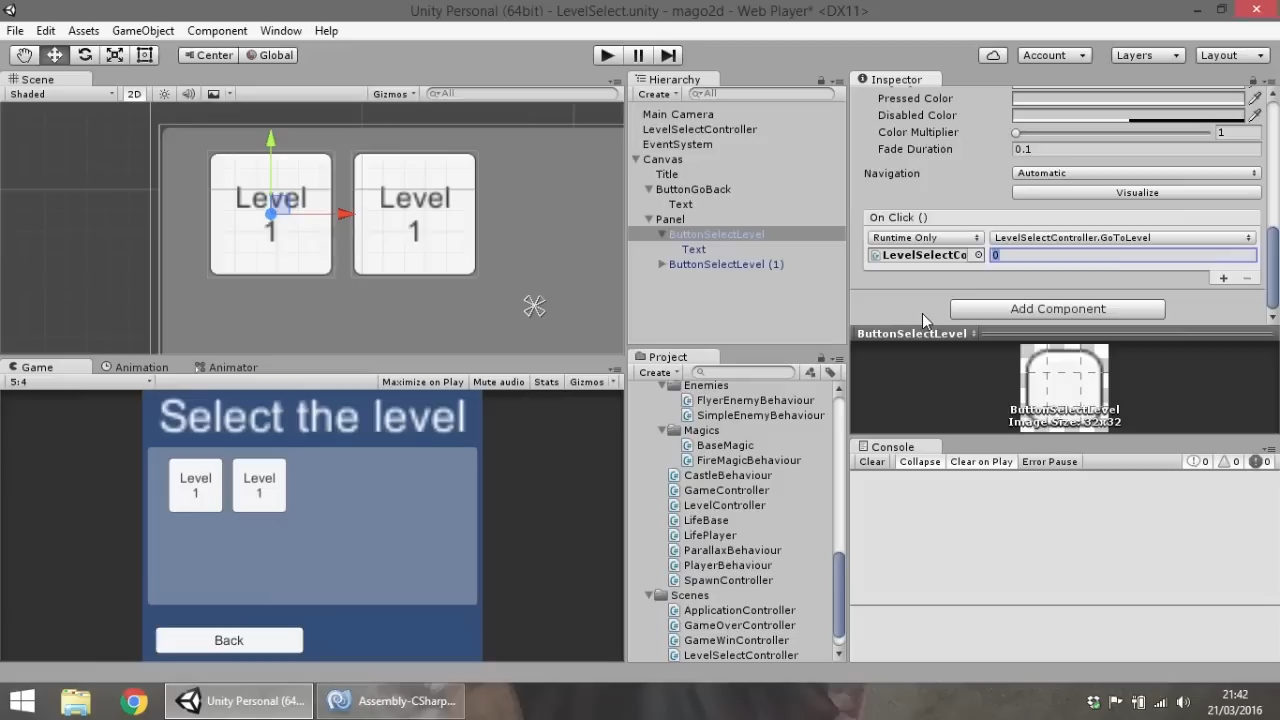 Unity Personal (64bit) - LevelSelect.unity - mago2d - Web Player* <DX11>
File Edit Assets GameObject Component Window Help
Center Global Account Layers Layout
Scene
Shaded 2D Gizmos All
Level
1
Level
1
Game Animation Animator
5:4 Maximize on Play Mute audio Stats Gizmos
Select the level
Level
1
Level
1
Back
Hierarchy
Create All
Main Camera
LevelSelectController
EventSystem
Canvas
Title
ButtonGoBack
Text
Panel
ButtonSelectLevel
Text
ButtonSelectLevel (1)
Project
Create
Enemies
FlyerEnemyBehaviour
SimpleEnemyBehaviour
Magics
BaseMagic
FireMagicBehaviour
CastleBehaviour
GameController
LevelController
LifeBase
LifePlayer
ParallaxBehaviour
PlayerBehaviour
SpawnController
Scenes
ApplicationController
GameOverController
GameWinController
LevelSelectController
Inspector
Pressed Color
Disabled Color
Color Multiplier 1
Fade Duration 0.1
Navigation Automatic
Visualize
On Click ()
Runtime Only LevelSelectController.GoToLevel
LevelSelectCo 0
Add Component
ButtonSelectLevel
ButtonSelectLevel
Image Size: 32x32
Console
Clear Collapse Clear on Play Error Pause 0 0 0
Unity Personal (64... Assembly-CSharp...
21:42
21/03/2016